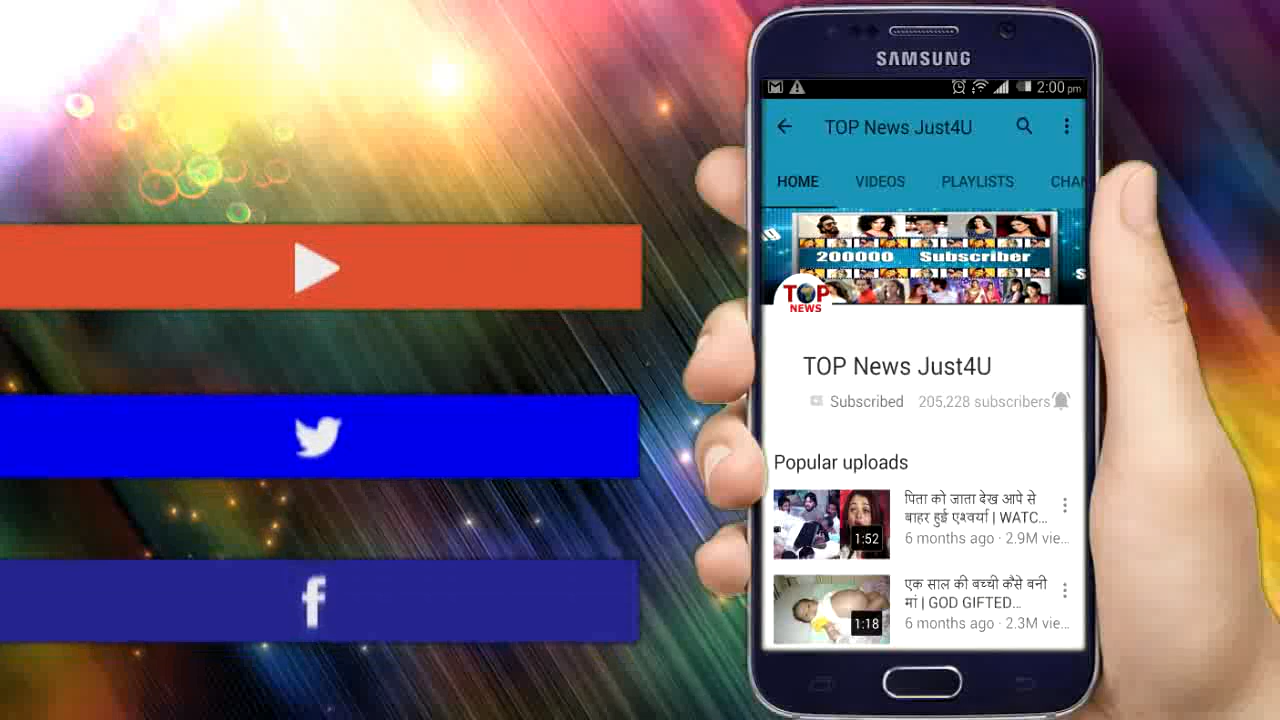 SAMSUNG
2:00 pm
TOP News Just4U
HOME VIDEOS PLAYLISTS CHAN
200000 Subscriber
TOP
NEWS
TOP News Just4U
Subscribed 205,228 subscribers
Popular uploads
पिता को जाता देख आपे से
बाहर हुई एश्वर्या | WATC...
1:52
6 months ago · 2.9M vie...
एक साल की बच्ची कैसे बनी
मां | GOD GIFTED...
1:18
6 months ago · 2.3M vie...